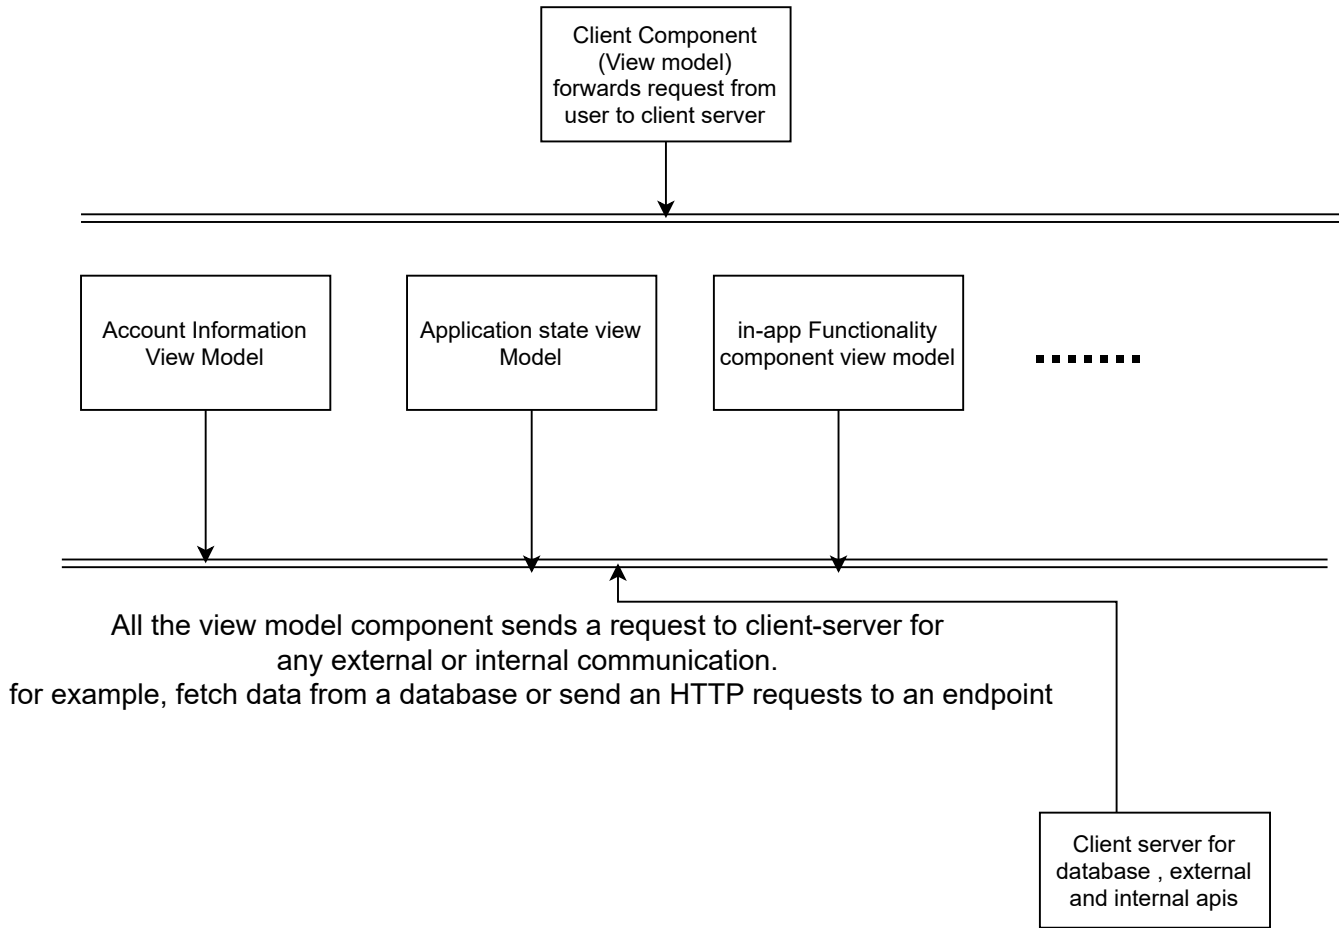 Client Component
(View model)
forwards request from
user to client server
Account Information
View Model
Application state view
Model
in-app Functionality
component view model
All the view model component sends a request to client-server for
any external or internal communication.
for example, fetch data from a database or send an HTTP requests to an endpoint
Client server for
database , external
and internal apis